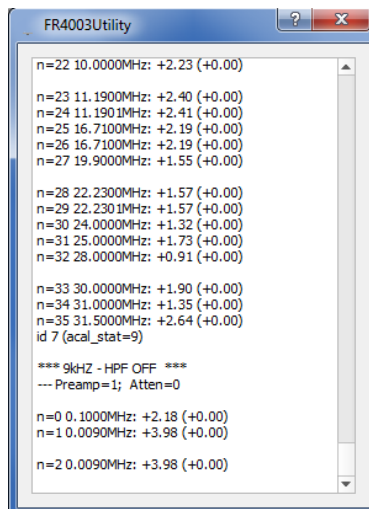 FR4003Utility
n=22 10.0000MHz: +2.23 (+0.00)
n=23 11.1900MHz: +2.40 (+0.00)
n=24 11.1901MHz: +2.41 (+0.00)
n=25 16.7100MHz: +2.19 (+0.00)
n=26 16.7100MHz: +2.19 (+0.00)
n=27 19.9000MHz: +1.55 (+0.00)
n=28 22.2300MHz: +1.57 (+0.00)
n=29 22.2301MHz: +1.57 (+0.00)
n=30 24.0000MHz: +1.32 (+0.00)
n=31 25.0000MHz: +1.73 (+0.00)
n=32 28.0000MHz: +0.91 (+0.00)
n=33 30.0000MHz: +1.90 (+0.00)
n=34 31.0000MHz: +1.35 (+0.00)
n=35 31.5000MHz: +2.64 (+0.00)
id 7 (acal_stat=9)
*** 9kHZ - HPF OFF ***
--- Preamp=1; Atten=0
n=0 0.1000MHz: +2.18 (+0.00)
n=1 0.0090MHz: +3.98 (+0.00)
n=2 0.0090MHz: +3.98 (+0.00)